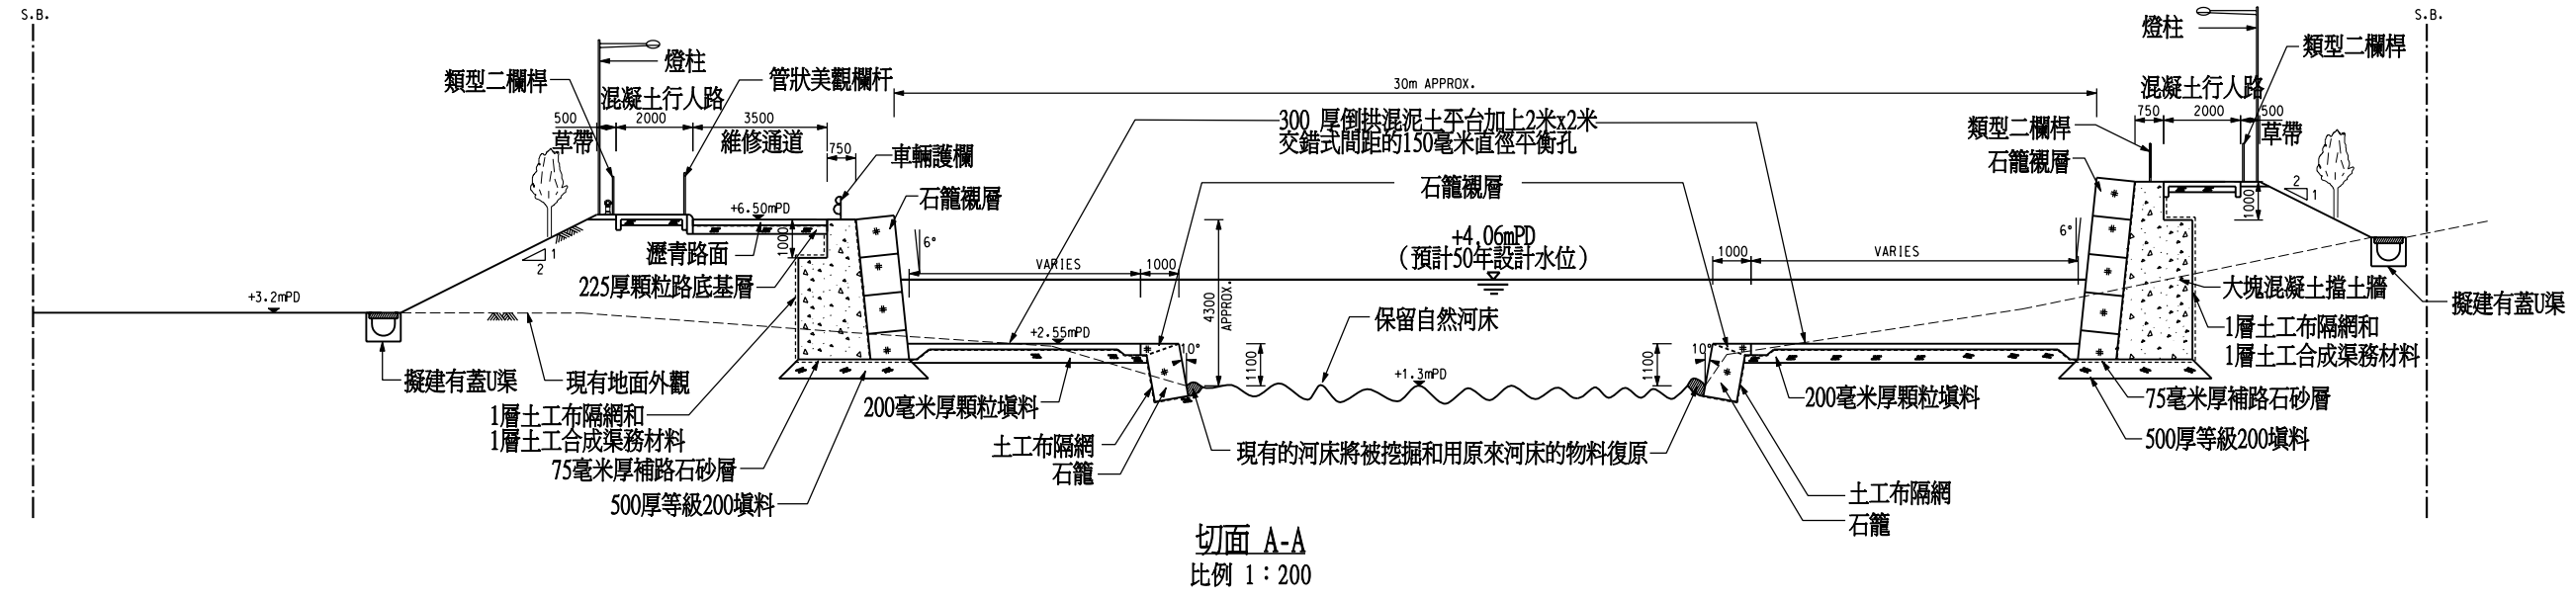 S.B.
燈柱
類型二欄桿
管狀美觀欄杆
混凝土行人路
500
2000
3500
草帶
維修通道
750
車輛護欄
石籠襯層
+6.50mPD
1000
6°
瀝青路面
225厚顆粒路底基層
+3.2mPD
擬建有蓋U渠
現有地面外觀
1層土工布隔網和
1層土工合成渠務材料
75毫米厚補路石砂層
500厚等級200填料
30m APPROX.
300 厚倒拱混泥土平台加上2米x2米
交錯式間距的150毫米直徑平衡孔
石籠襯層
+4.06mPD
(預計50年設計水位)
VARIES
1000
4300
APPROX.
+2.55mPD
10°
1100
200毫米厚顆粒填料
土工布隔網
石籠
保留自然河床
+1.3mPD
現有的河床將被挖掘和用原來河床的物料復原
1100
10°
1000
VARIES
6°
S.B.
燈柱
類型二欄桿
混凝土行人路
750
2000
500
草帶
類型二欄桿
石籠襯層
1000
2
1
大塊混凝土擋土牆
擬建有蓋U渠
1層土工布隔網和
1層土工合成渠務材料
200毫米厚顆粒填料
75毫米厚補路石砂層
500厚等級200填料
土工布隔網
石籠
1
2
切面 A-A
比例 1：200